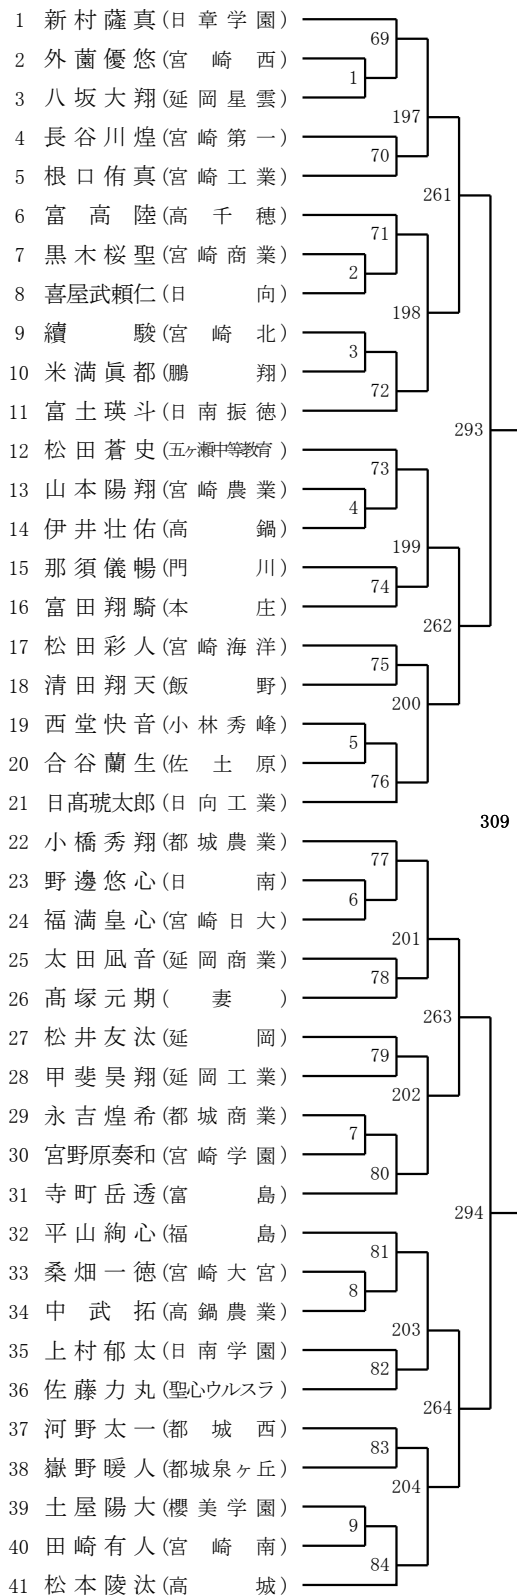 1 新村薩真(日章学園) 69
2 外薗優悠(宮崎西) 1
3 八坂大翔(延岡星雲) 197
4 長谷川煌(宮崎第一) 70
5 根口侑真(宮崎工業) 261
6 富高陸(高千穂) 71
7 黒木桜聖(宮崎商業) 2
8 喜屋武頼仁(日向) 198
9 續駿(宮崎北) 3
10 米満眞都(鵬翔) 72
11 富土瑛斗(日南振徳) 293
12 松田蒼史(五ヶ瀬中等教育) 73
13 山本陽翔(宮崎農業) 4
14 伊井壮佑(高鍋) 199
15 那須儀暢(門川) 74
16 富田翔騎(本庄) 262
17 松田彩人(宮崎海洋) 75
18 清田翔天(飯野) 200
19 西堂快音(小林秀峰) 5
20 合谷蘭生(佐土原) 76
21 日髙琥太郎(日向工業)
309
22 小橋秀翔(都城農業) 77
23 野邊悠心(日南) 6
24 福満皇心(宮崎日大) 201
25 太田凪音(延岡商業) 78
26 髙塚元期(妻) 263
27 松井友汰(延岡) 79
28 甲斐昊翔(延岡工業) 202
29 永吉煌希(都城商業) 7
30 宮野原奏和(宮崎学園) 80
31 寺町岳透(富島) 294
32 平山絢心(福島) 81
33 桑畑一徳(宮崎大宮) 8
34 中武拓(高鍋農業) 203
35 上村郁太(日南学園) 82
36 佐藤力丸(聖心ウルスラ) 264
37 河野太一(都城西) 83
38 嶽野暖人(都城泉ヶ丘) 204
39 土屋陽大(櫻美学園) 9
40 田崎有人(宮崎南) 84
41 松本陵汰(高城)